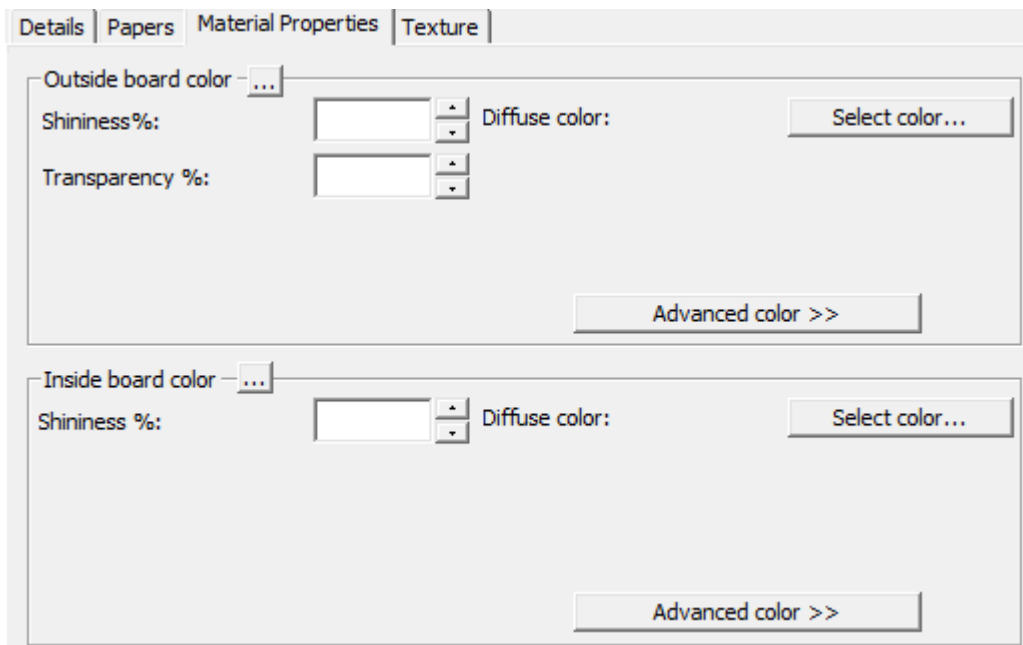 Details Papers Material Properties Texture
Outside board color ...
Shininess%: Diffuse color: Select color...
Transparency %:
Advanced color >>
Inside board color ...
Shininess %: Diffuse color: Select color...
Advanced color >>